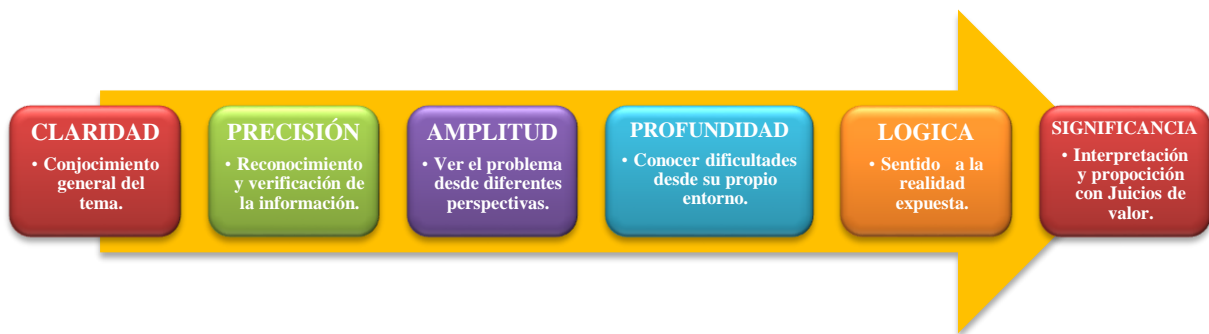 CLARIDAD
• Conjocimiento
general del
tema.
PRECISIÓN
• Reconocimiento
y verificación de
la información.
AMPLITUD
• Ver el problema
desde diferentes
perspectivas.
PROFUNDIDAD
• Conocer dificultades
desde su propio
entorno.
LOGICA
• Sentido a la
realidad
expuesta.
SIGNIFICANCIA
• Interpretación
y propocición
con Juicios de
valor.